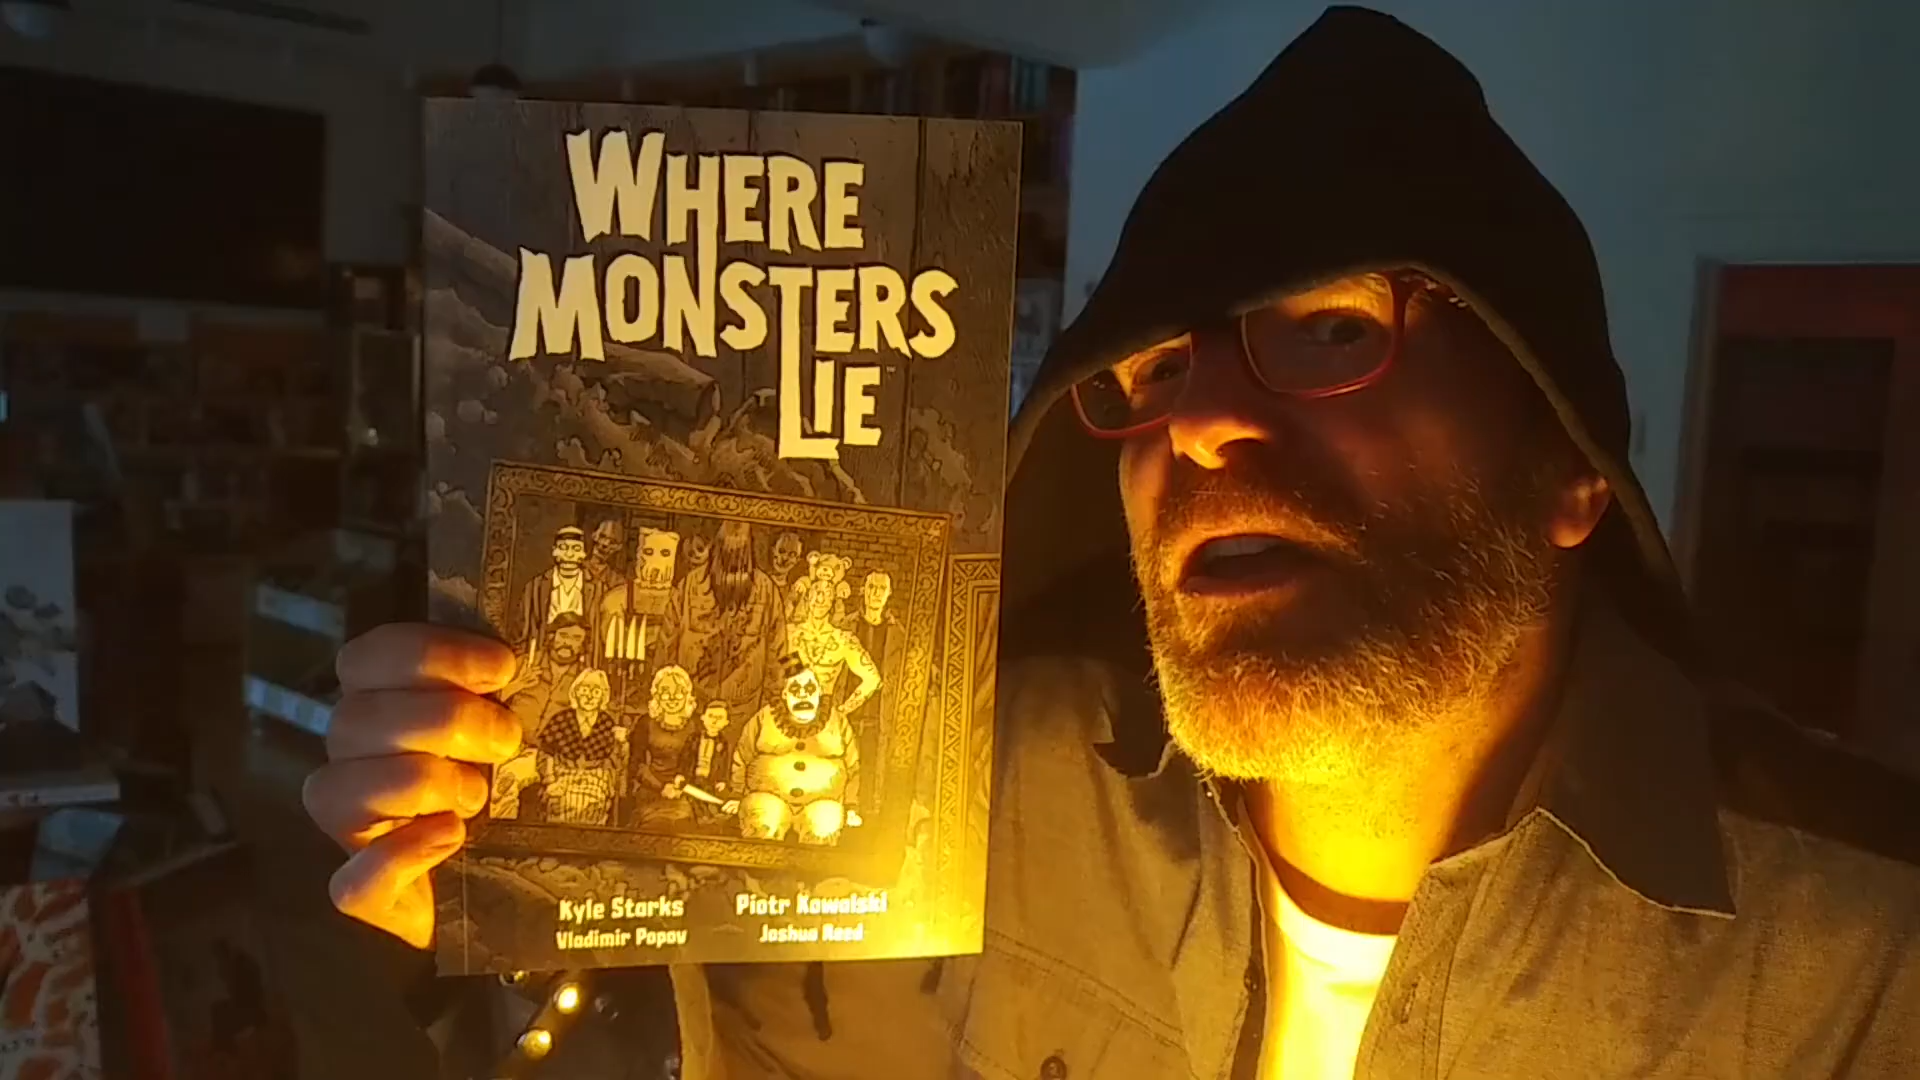 WHERE
MONSTERS
LIE
Kyle Starks Piotr Kowalski
Vladimir Popov Joshua Reed